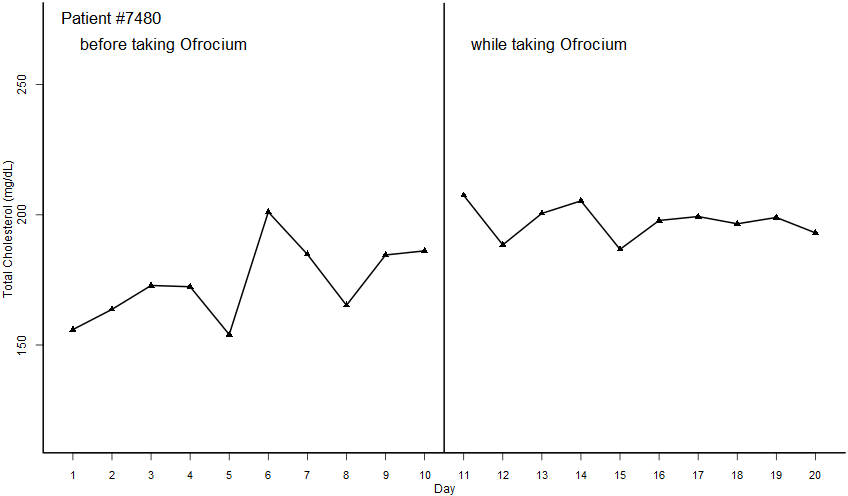 Patient #7480
before taking Ofrocium
while taking Ofrocium
250
200
150
Total Cholesterol (mg/dL)
1 2 3 4 5 6 7 8 9 10 11 12 13 14 15 16 17 18 19 20
Day